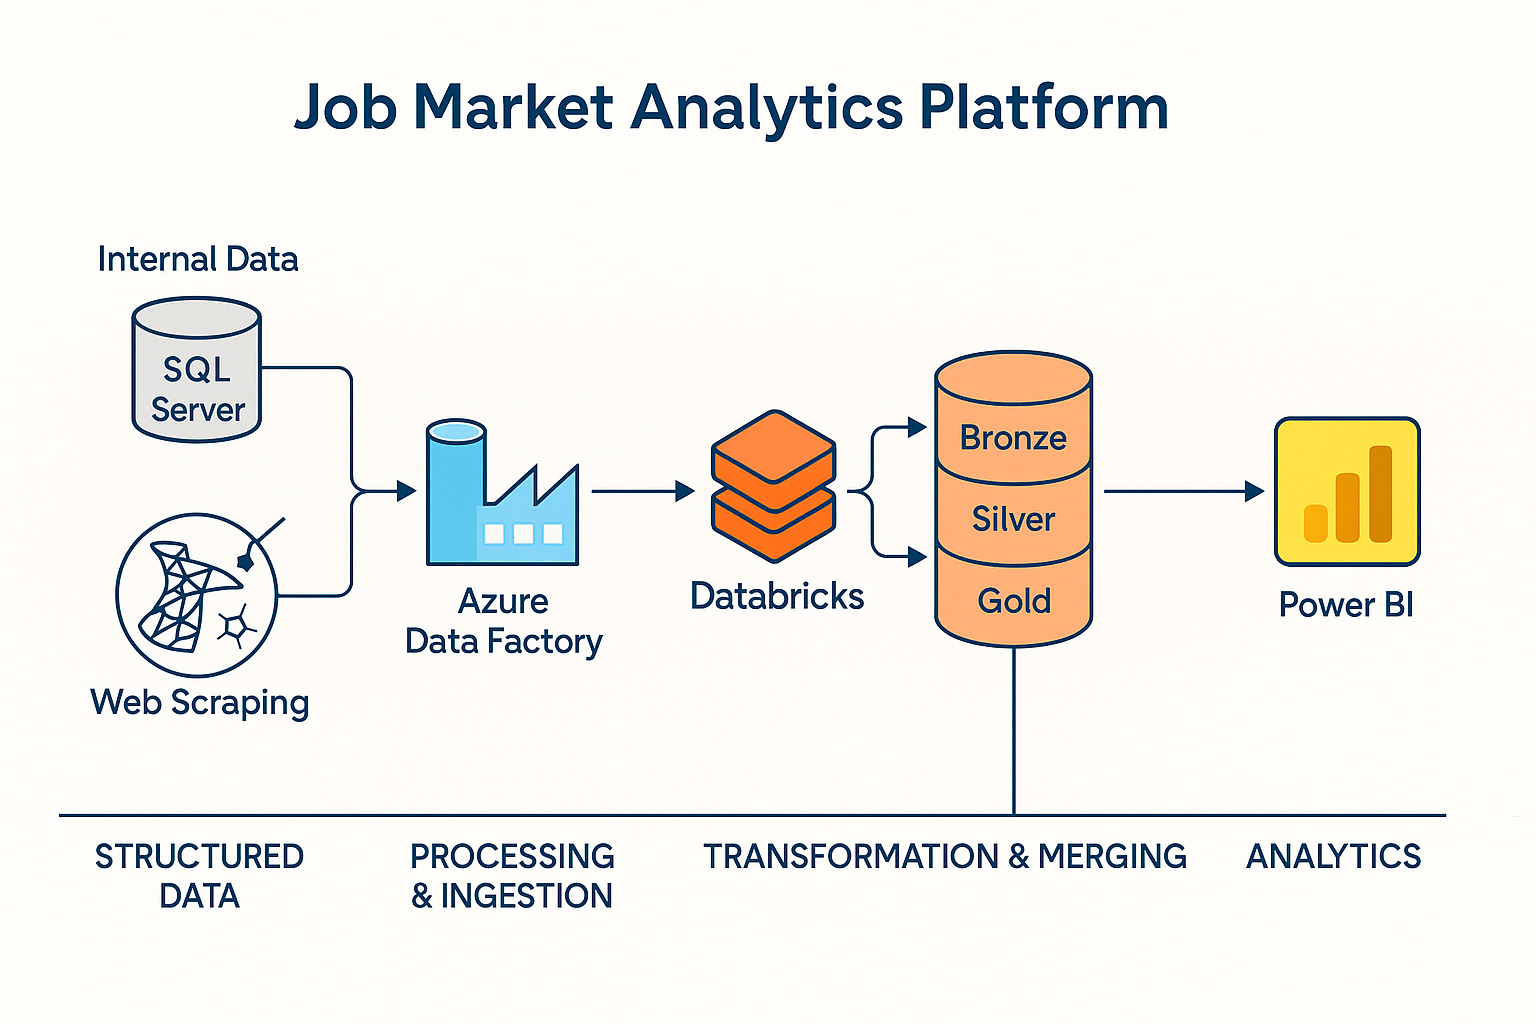 Job Market Analytics Platform
Internal Data
SQL
Server
Web Scraping
Azure
Data Factory
Databricks
Bronze
Silver
Gold
Power BI
STRUCTURED
DATA
PROCESSING
& INGESTION
TRANSFORMATION & MERGING
ANALYTICS